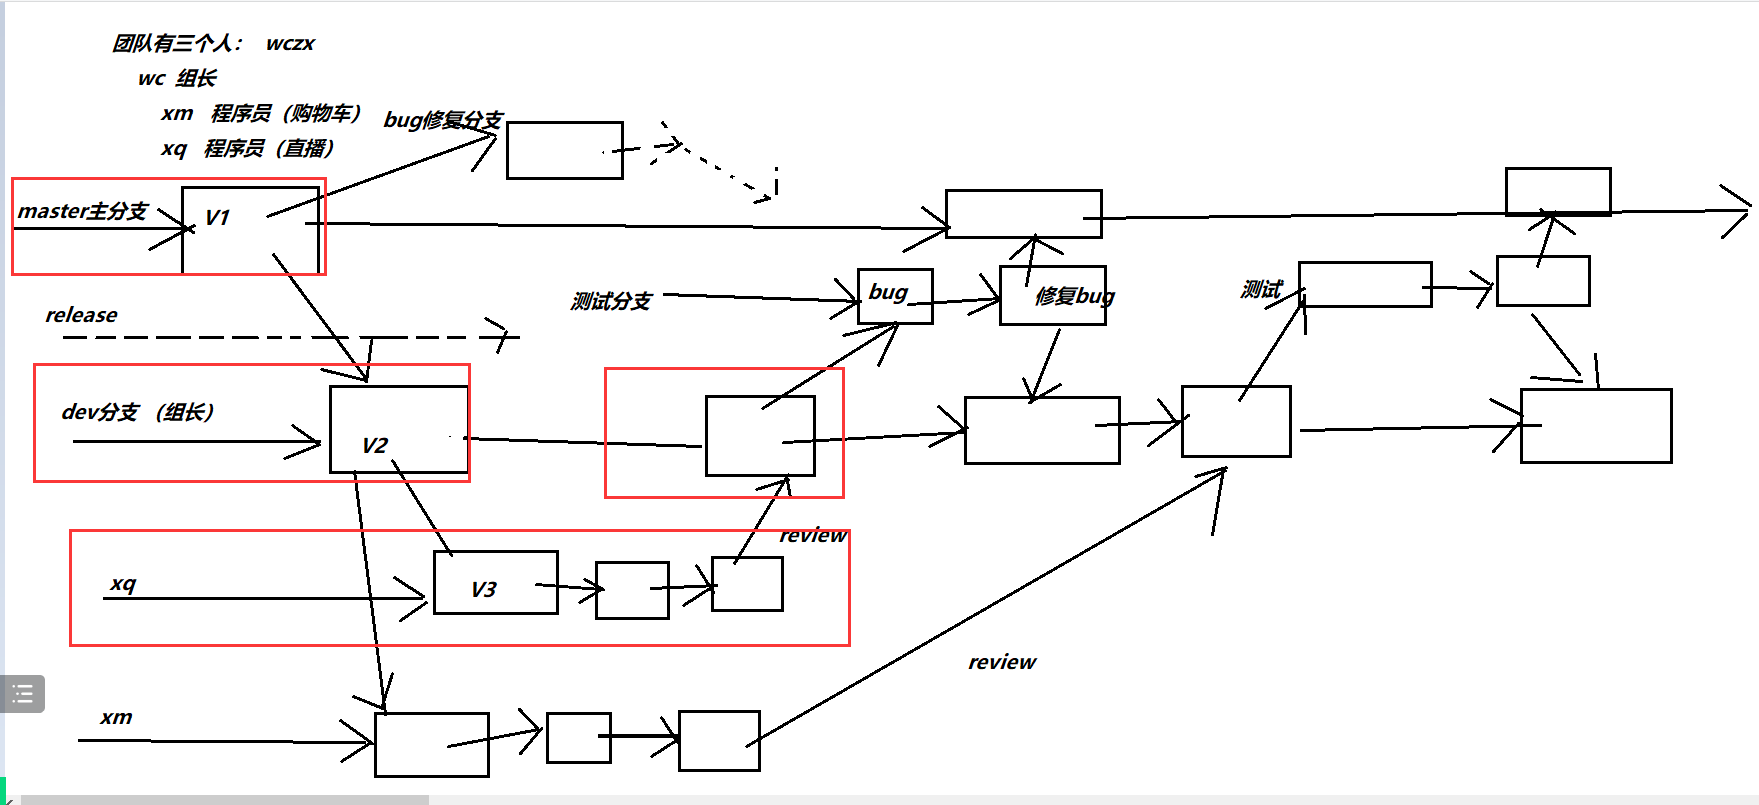 团队有三个人： wczx
wc 组长
xm 程序员（购物车）
xq 程序员（直播）
bug修复分支
master主分支
V1
release
测试分支
bug
修复bug
测试
dev分支 （组长）
V2
review
xq
V3
review
xm